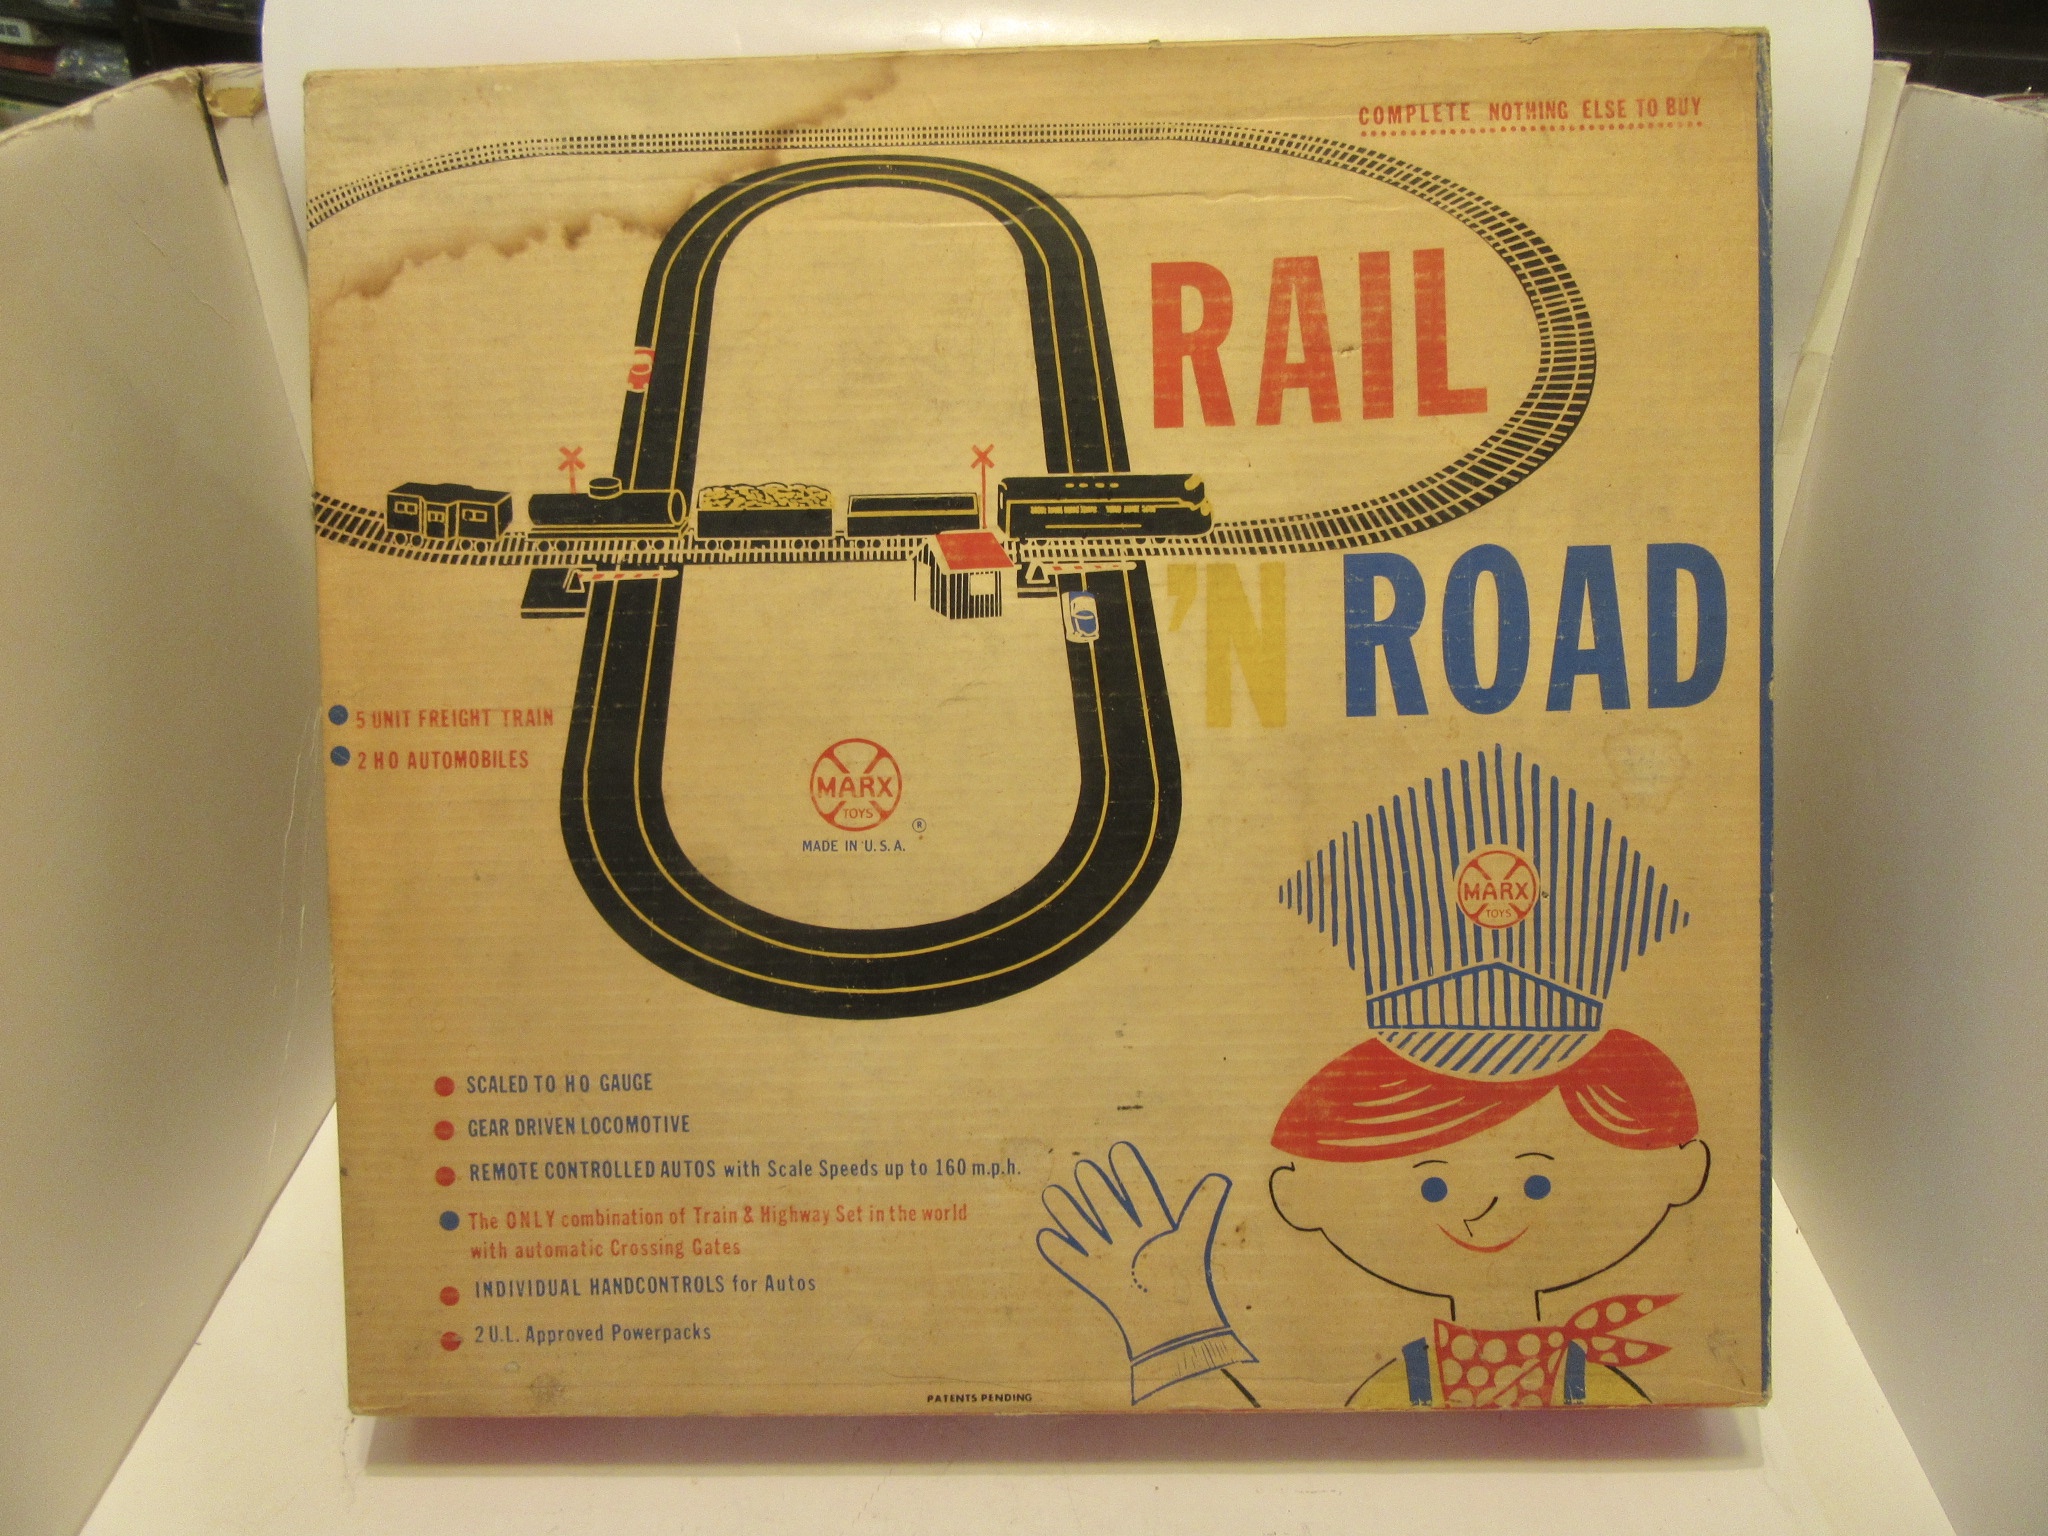 COMPLETE NOTHING ELSE TO BUY
RAIL
'N ROAD
5 UNIT FREIGHT TRAIN
2 HO AUTOMOBILES
MARX
TOYS
®
MADE IN U.S.A.
MARX
TOYS
SCALED TO HO GAUGE
GEAR DRIVEN LOCOMOTIVE
REMOTE CONTROLLED AUTOS with Scale Speeds up to 160 m.p.h.
The ONLY combination of Train & Highway Set in the world
with automatic Crossing Gates
INDIVIDUAL HANDCONTROLS for Autos
2 U.L. Approved Powerpacks
PATENTS PENDING